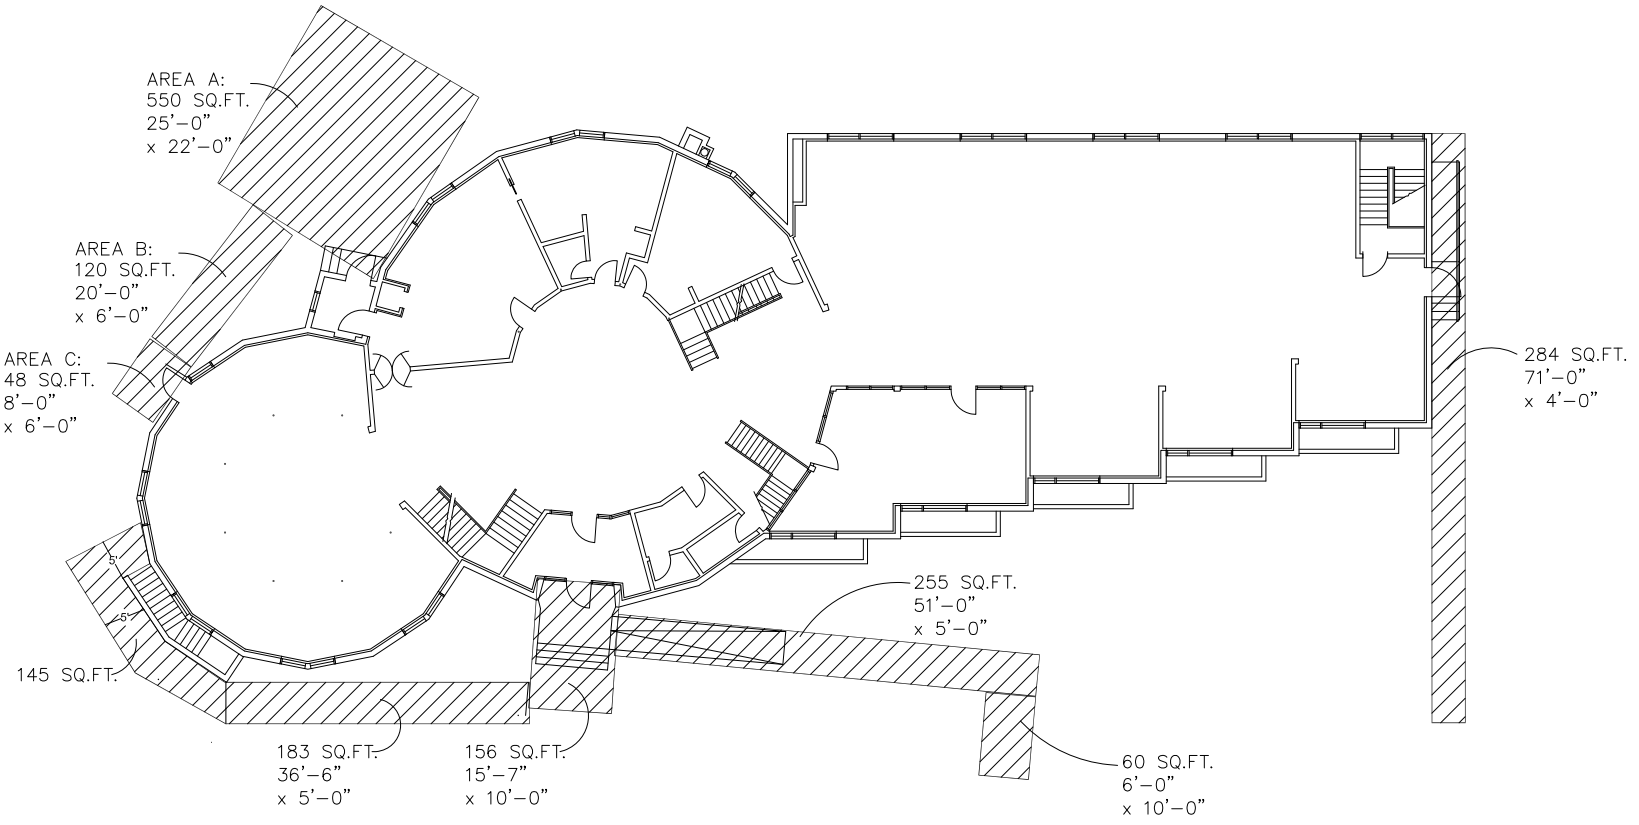 AREA A:
550 SQ.FT.
25'-0"
x 22'-0"
AREA B:
120 SQ.FT.
20'-0"
x 6'-0"
AREA C:
48 SQ.FT.
8'-0"
x 6'-0"
284 SQ.FT.
71'-0"
x 4'-0"
5'
5'
255 SQ.FT.
51'-0"
x 5'-0"
145 SQ.FT.
183 SQ.FT.
36'-6"
x 5'-0"
156 SQ.FT.
15'-7"
x 10'-0"
60 SQ.FT.
6'-0"
x 10'-0"